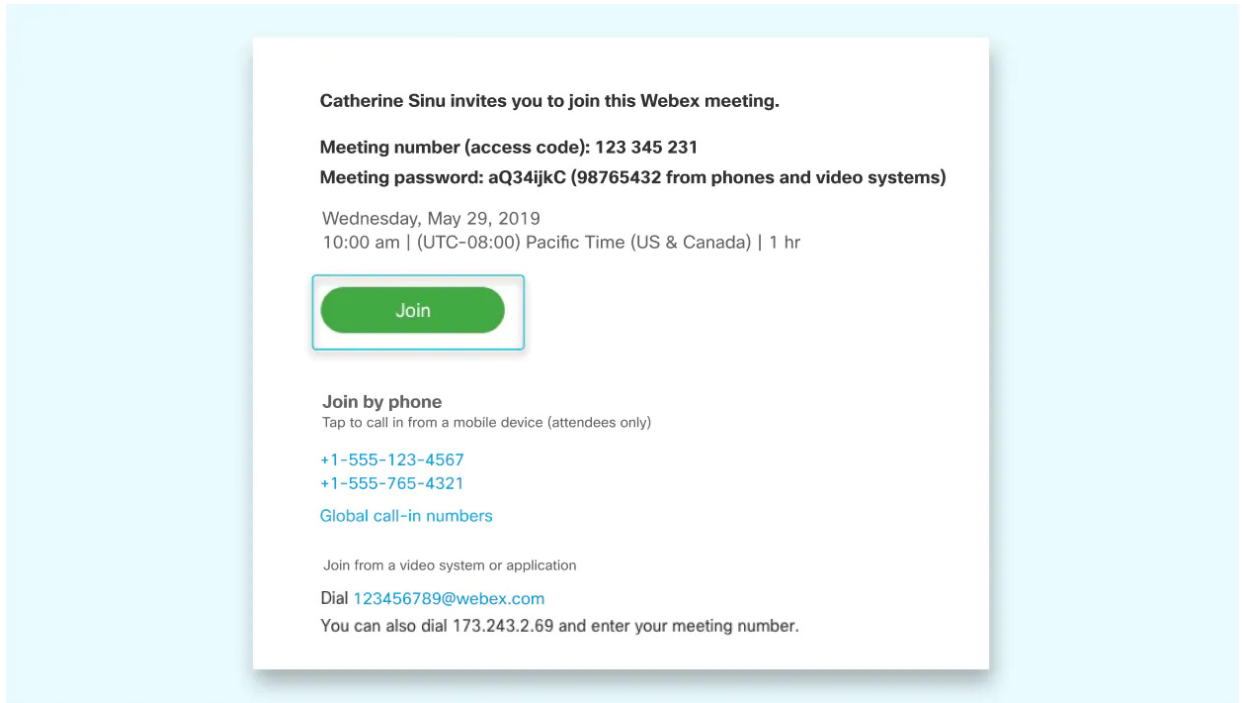 Catherine Sinu invites you to join this Webex meeting.
Meeting number (access code): 123 345 231
Meeting password: aQ34ijkC (98765432 from phones and video systems)
Wednesday, May 29, 2019
10:00 am | (UTC-08:00) Pacific Time (US & Canada) | 1 hr
Join
Join by phone
Tap to call in from a mobile device (attendees only)
+1-555-123-4567
+1-555-765-4321
Global call-in numbers
Join from a video system or application
Dial 123456789@webex.com
You can also dial 173.243.2.69 and enter your meeting number.